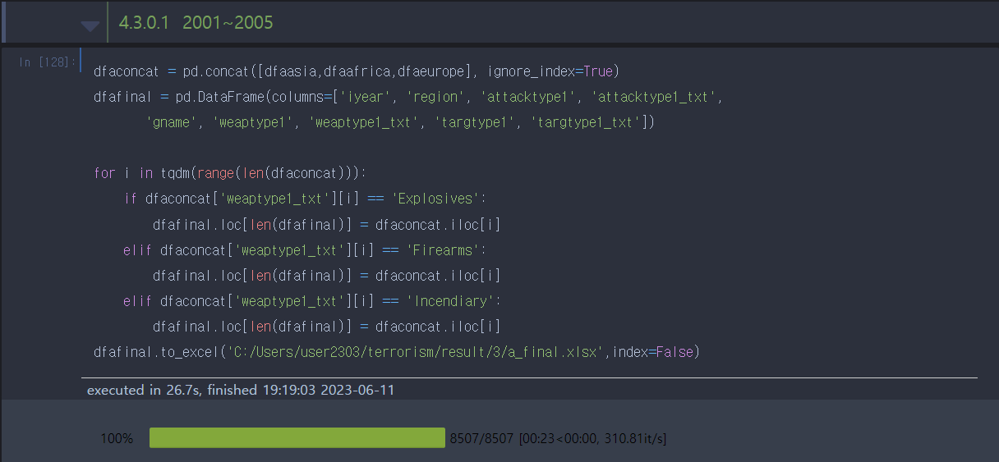 4.3.0.1 2001~2005
In [128]:
dfaconcat = pd.concat([dfaasia,dfaafrica,dfaeurope], ignore_index=True)
dfafinal = pd.DataFrame(columns=['iyear', 'region', 'attacktype1', 'attacktype1_txt',
       'gname', 'weaptype1', 'weaptype1_txt', 'targtype1', 'targtype1_txt'])
for i in tqdm(range(len(dfaconcat))):
    if dfaconcat['weaptype1_txt'][i] == 'Explosives':
        dfafinal.loc[len(dfafinal)] = dfaconcat.iloc[i]
    elif dfaconcat['weaptype1_txt'][i] == 'Firearms':
        dfafinal.loc[len(dfafinal)] = dfaconcat.iloc[i]
    elif dfaconcat['weaptype1_txt'][i] == 'Incendiary':
        dfafinal.loc[len(dfafinal)] = dfaconcat.iloc[i]
dfafinal.to_excel('C:/Users/user2303/terrorism/result/3/a_final.xlsx',index=False)
executed in 26.7s, finished 19:19:03 2023-06-11
100% 8507/8507 [00:23<00:00, 310.81it/s]